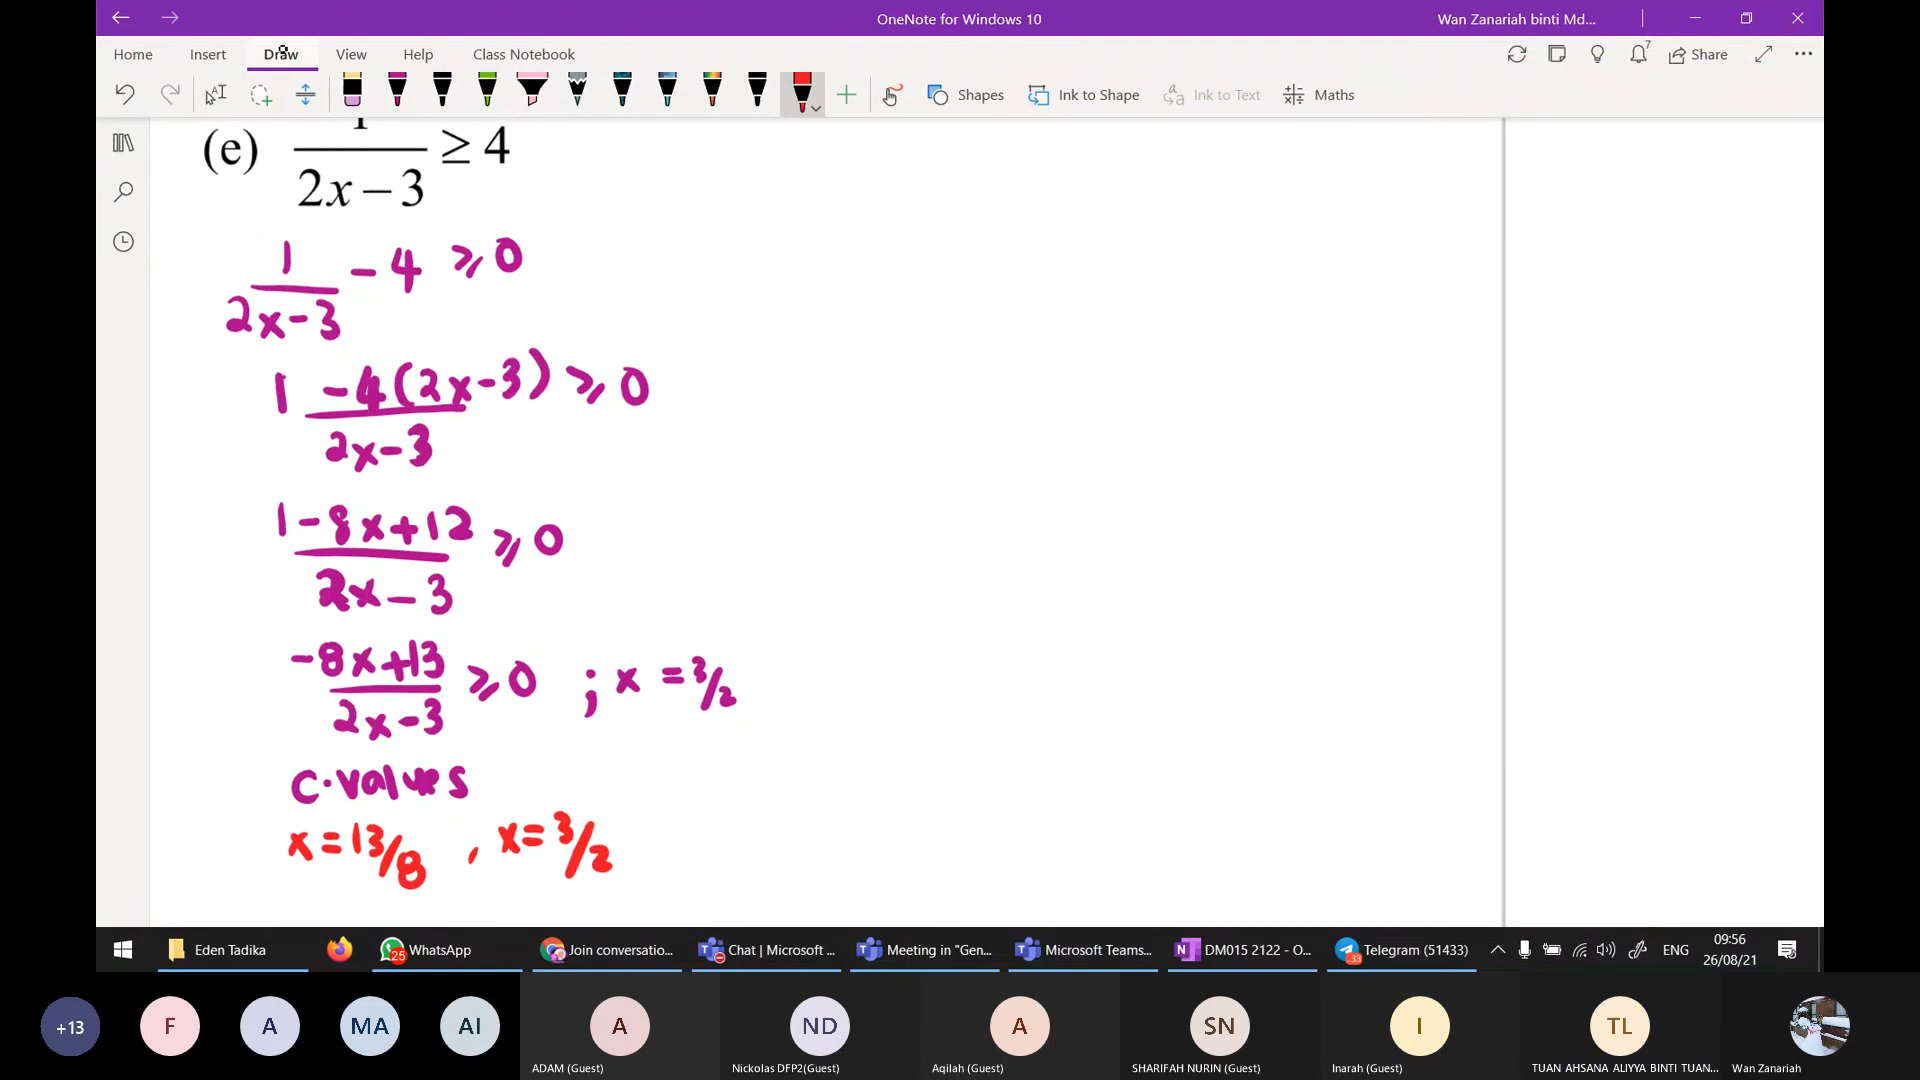 OneNote for Windows 10
Wan Zanariah binti Md...
Home Insert Draw View Help Class Notebook
7
Share
Shapes Ink to Shape Ink to Text Maths
(e) 1/(2x − 3) ≥ 4
1/(2x-3) - 4 ≥ 0
1 - 4(2x-3)/(2x-3) ≥ 0
(1 - 8x + 12)/(2x - 3) ≥ 0
(-8x + 13)/(2x-3) ≥ 0 ; x = 3/2
c.values
x = 13/8 , x = 3/2
Eden Tadika
25 WhatsApp
Join conversatio...
Chat | Microsoft ...
Meeting in "Gen...
Microsoft Teams...
DM015 2122 - O...
33 Telegram (51433)
ENG
09:56
26/08/21
+13 F A MA AI A ND A SN I TL
ADAM (Guest) Nickolas DFP2(Guest) Aqilah (Guest) SHARIFAH NURIN (Guest) Inarah (Guest) TUAN AHSANA ALIYYA BINTI TUAN... Wan Zanariah